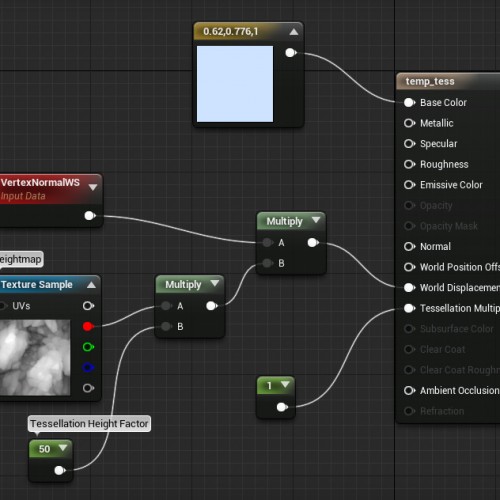 0.62,0.776,1
temp_tess
Base Color
Metallic
Specular
Roughness
Emissive Color
Opacity
Opacity Mask
Normal
World Position Offs
World Displacemen
Tessellation Multip
Subsurface Color
Clear Coat
Clear Coat Roughn
Ambient Occlusion
Refraction
VertexNormalWS
Input Data
Multiply
A
B
eightmap
Texture Sample
UVs
Multiply
A
B
1
Tessellation Height Factor
50